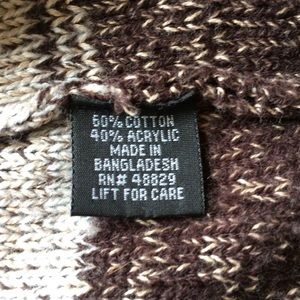 60% COTTON
40% ACRYLIC
MADE IN
BANGLADESH
RN# 48829
LIFT FOR CARE